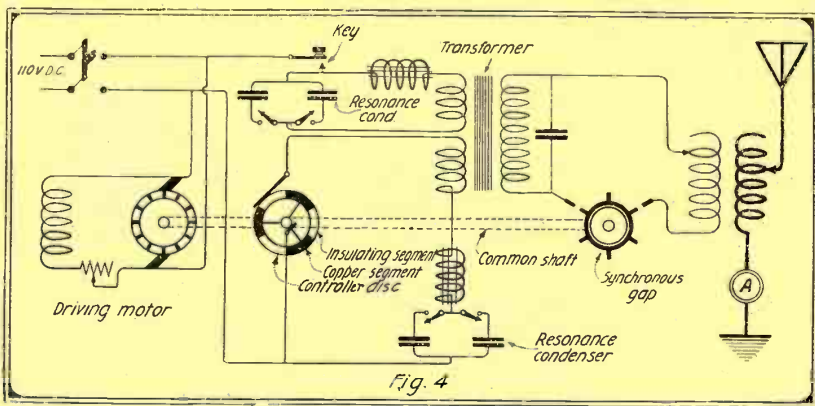 Key
Transformer
110V D.C.
Resonance
cond
Insulating segment
Copper segment
Controller disc
Common shaft
Synchronous
gap
A
Driving motor
Resonance
condenser
Fig. 4